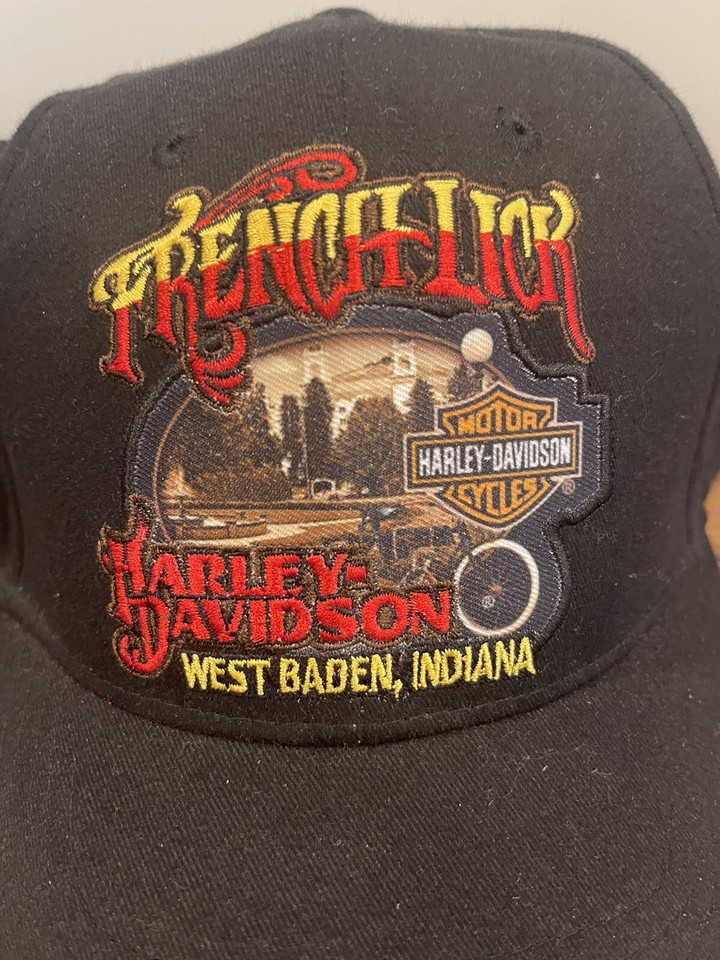 FRENCH LICK
MOTOR
HARLEY-DAVIDSON
CYCLES
®
HARLEY-
DAVIDSON
®
WEST BADEN, INDIANA